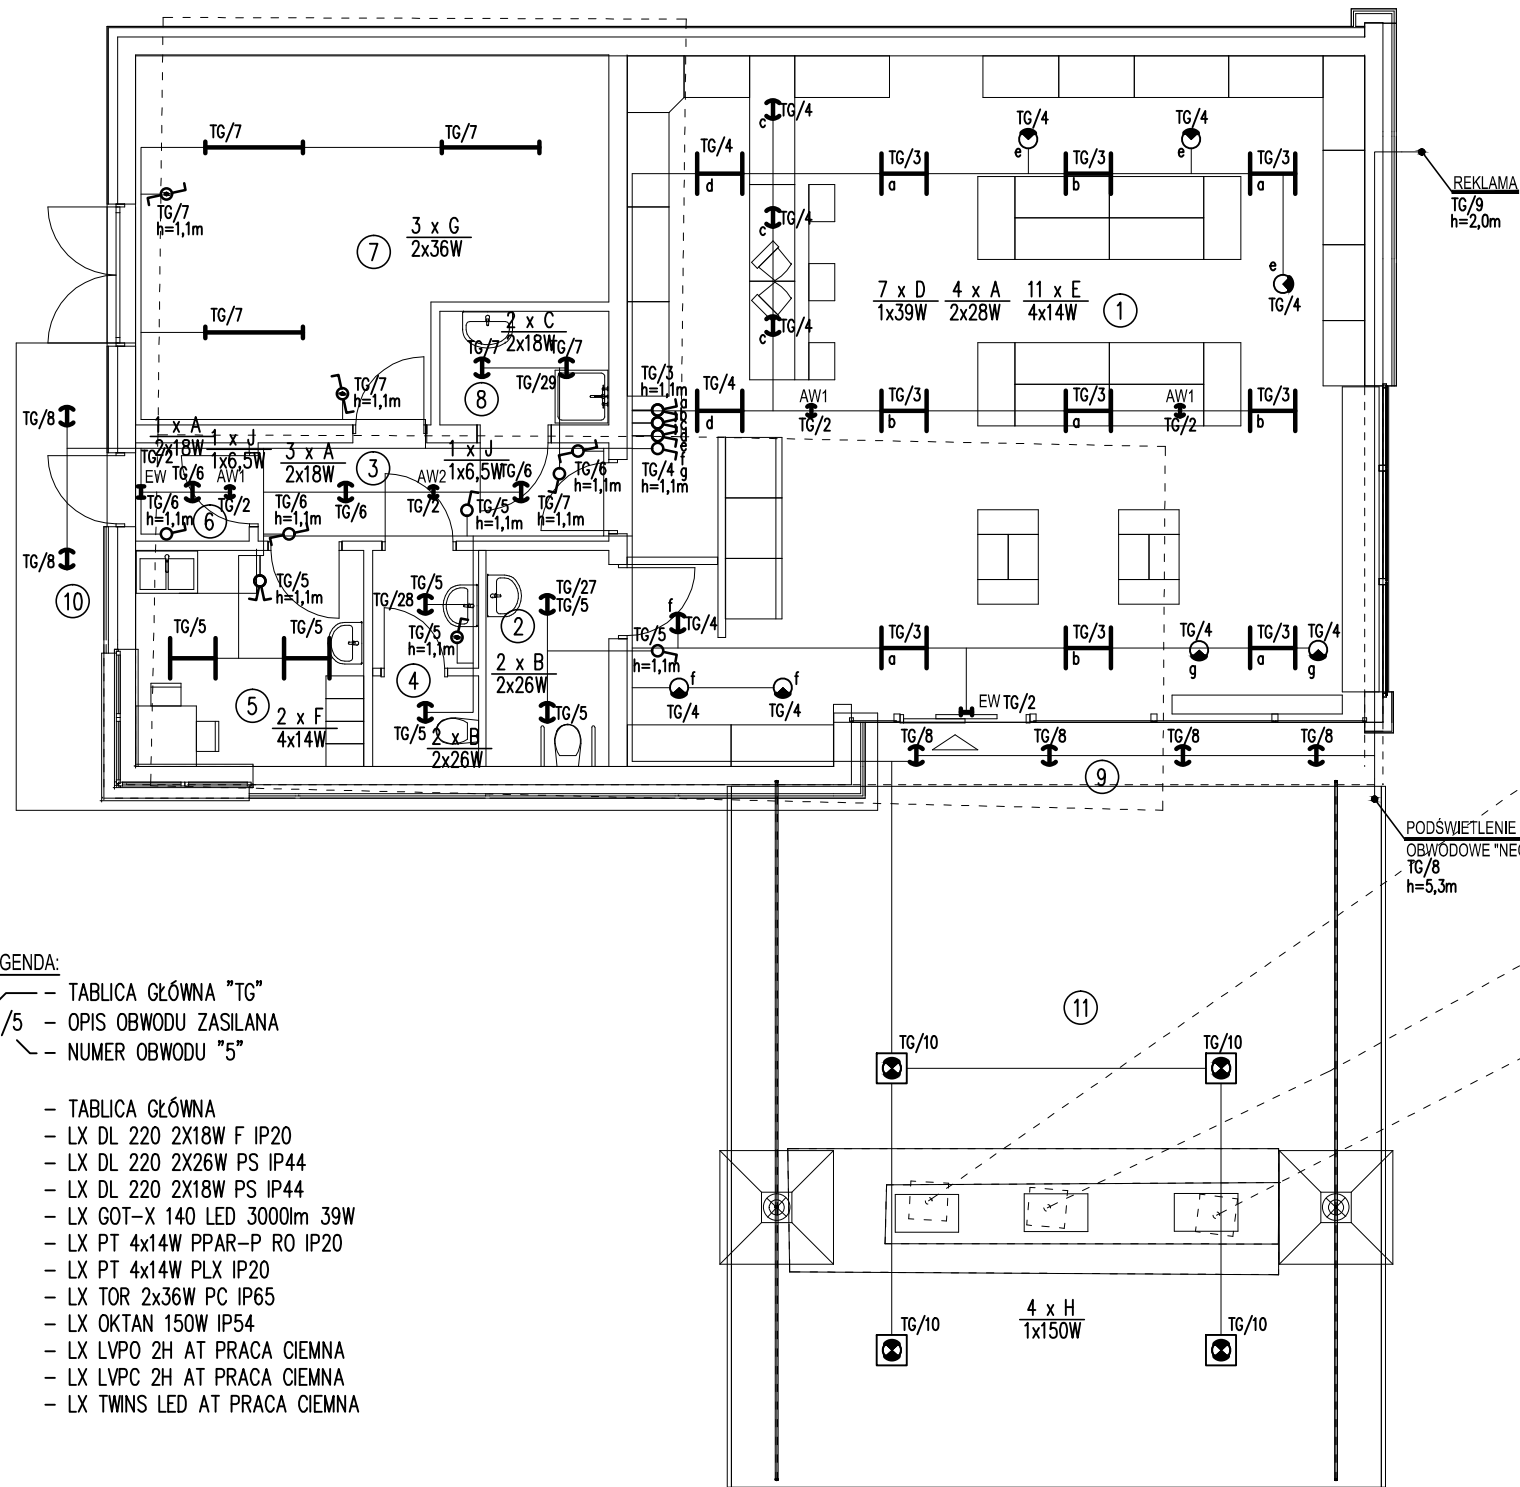 TG/7
TG/7
TG/7
h=1,1m
7
3 x G
2x36W
TG/7
TG/7
h=1,1m
2 x C
2x18W
TG/7
TG/7
TG/29
8
TG/4
c
TG/4
d
TG/3
a
TG/4
e
TG/3
b
TG/4
e
TG/3
a
TG/4
c
e
TG/4
7 x D
1x39W
4 x A
2x28W
11 x E
4x14W
1
TG/4
c
REKLAMA
TG/9
h=2,0m
TG/3
h=1,1m
a
b
c
d
e
f
g
TG/4
h=1,1m
TG/4
d
AW1
TG/2
TG/3
b
TG/3
a
AW1
TG/2
TG/3
b
TG/8
TG/8
10
1 x A
2x18W
1 x J
1x6,5W
3 x A
2x18W
3
1 x J
1x6,5W
TG/2
EW
TG/6
AW1
TG/2
TG/6
h=1,1m
6
TG/6
h=1,1m
TG/6
AW2
TG/2
TG/5
h=1,1m
TG/6
TG/7
h=1,1m
TG/6
h=1,1m
TG/5
h=1,1m
TG/5
TG/5
5
2 x F
4x14W
TG/5
TG/28
TG/5
h=1,1m
4
TG/5
2 x B
2x26W
2
TG/27
TG/5
2 x B
2x26W
TG/5
f
TG/4
TG/5
h=1,1m
f
TG/4
f
TG/4
TG/3
a
TG/3
b
TG/4
g
TG/3
a
TG/4
g
EW TG/2
TG/8
TG/8
TG/8
TG/8
9
PODŚWIETLENIE
OBWÓDOWE "NEO
TG/8
h=5,3m
11
TG/10
TG/10
TG/10
TG/10
4 x H
1x150W
GENDA:
– TABLICA GŁÓWNA "TG"
/5 – OPIS OBWODU ZASILANA
– NUMER OBWODU "5"
– TABLICA GŁÓWNA
– LX DL 220 2X18W F IP20
– LX DL 220 2X26W PS IP44
– LX DL 220 2X18W PS IP44
– LX GOT-X 140 LED 3000lm 39W
– LX PT 4x14W PPAR-P RO IP20
– LX PT 4x14W PLX IP20
– LX TOR 2x36W PC IP65
– LX OKTAN 150W IP54
– LX LVPO 2H AT PRACA CIEMNA
– LX LVPC 2H AT PRACA CIEMNA
– LX TWINS LED AT PRACA CIEMNA